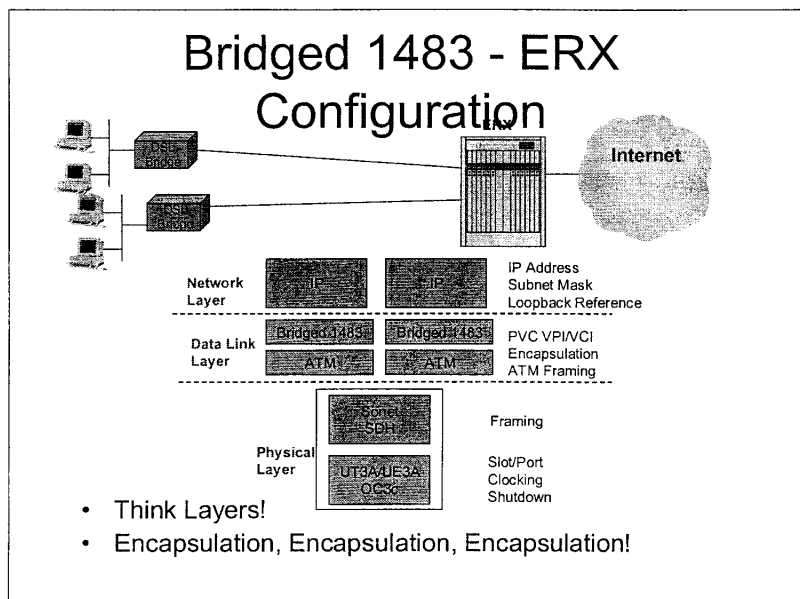 Bridged 1483 - ERX
Configuration
ERX
DSL
Bridge
Internet
DSL
Bridge
Network
Layer
IP
IP
IP Address
Subnet Mask
Loopback Reference
Data Link
Layer
Bridged 1483
Bridged 1483
ATM
ATM
PVC VPI/VCI
Encapsulation
ATM Framing
Physical
Layer
Sonet
SDH
Framing
UT3A/UE3A
OC3c
Slot/Port
Clocking
Shutdown
• Think Layers!
• Encapsulation, Encapsulation, Encapsulation!